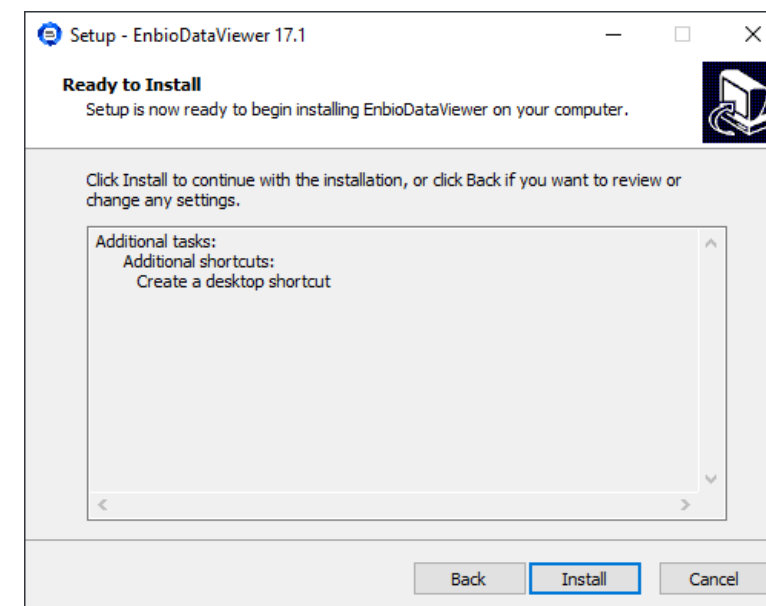 Setup - EnbioDataViewer 17.1
Ready to Install
Setup is now ready to begin installing EnbioDataViewer on your computer.
Click Install to continue with the installation, or click Back if you want to review or
change any settings.
Additional tasks:
Additional shortcuts:
Create a desktop shortcut
Back Install Cancel